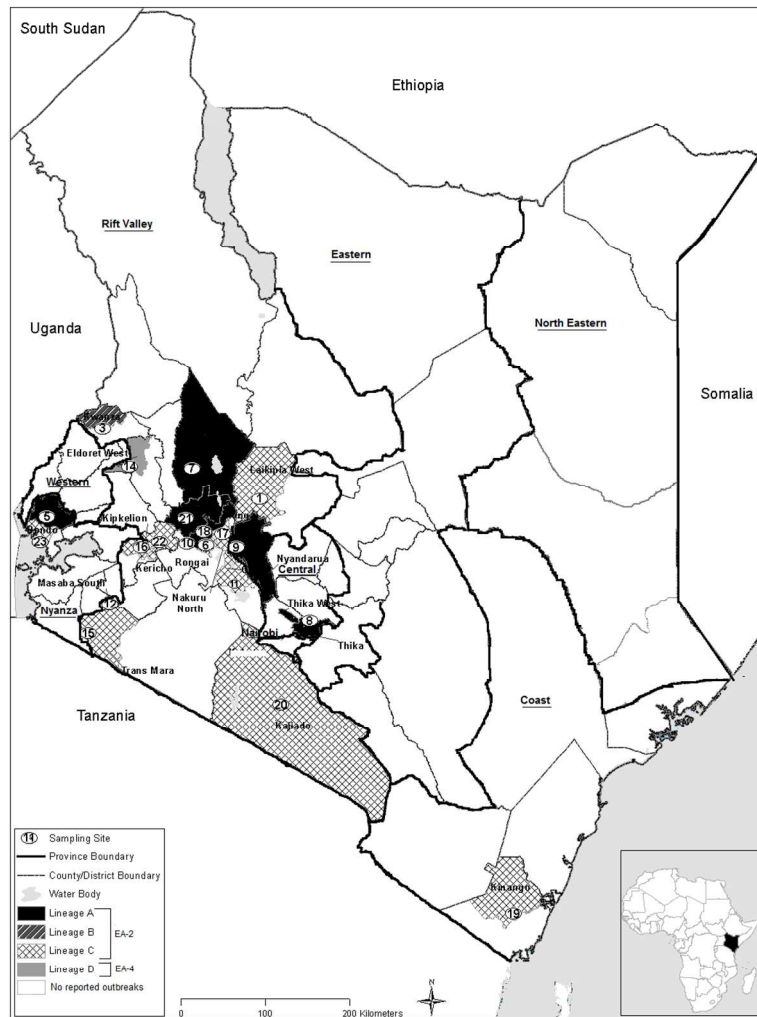 South Sudan
Ethiopia
Rift Valley
Eastern
Uganda
North Eastern
Somalia
Kwanza
3
Eldoret West
14
7
Laikipia West
1
Western
5
Kipkelion
21
23
16
22
10
18
6
17
9
Nyandarua
Central
Kericho
Rongai
11
Masaba South
12
Nakuru
North
Thika West
8
Nyanza
15
Nairobi
Thika
Trans Mara
20
Kajiado
Coast
Tanzania
Kinango
19
Sampling Site
Province Boundary
County/District Boundary
Water Body
Lineage A
Lineage B
EA-2
Lineage C
Lineage D
EA-4
No reported outbreaks
N
0 100 200 Kilometers